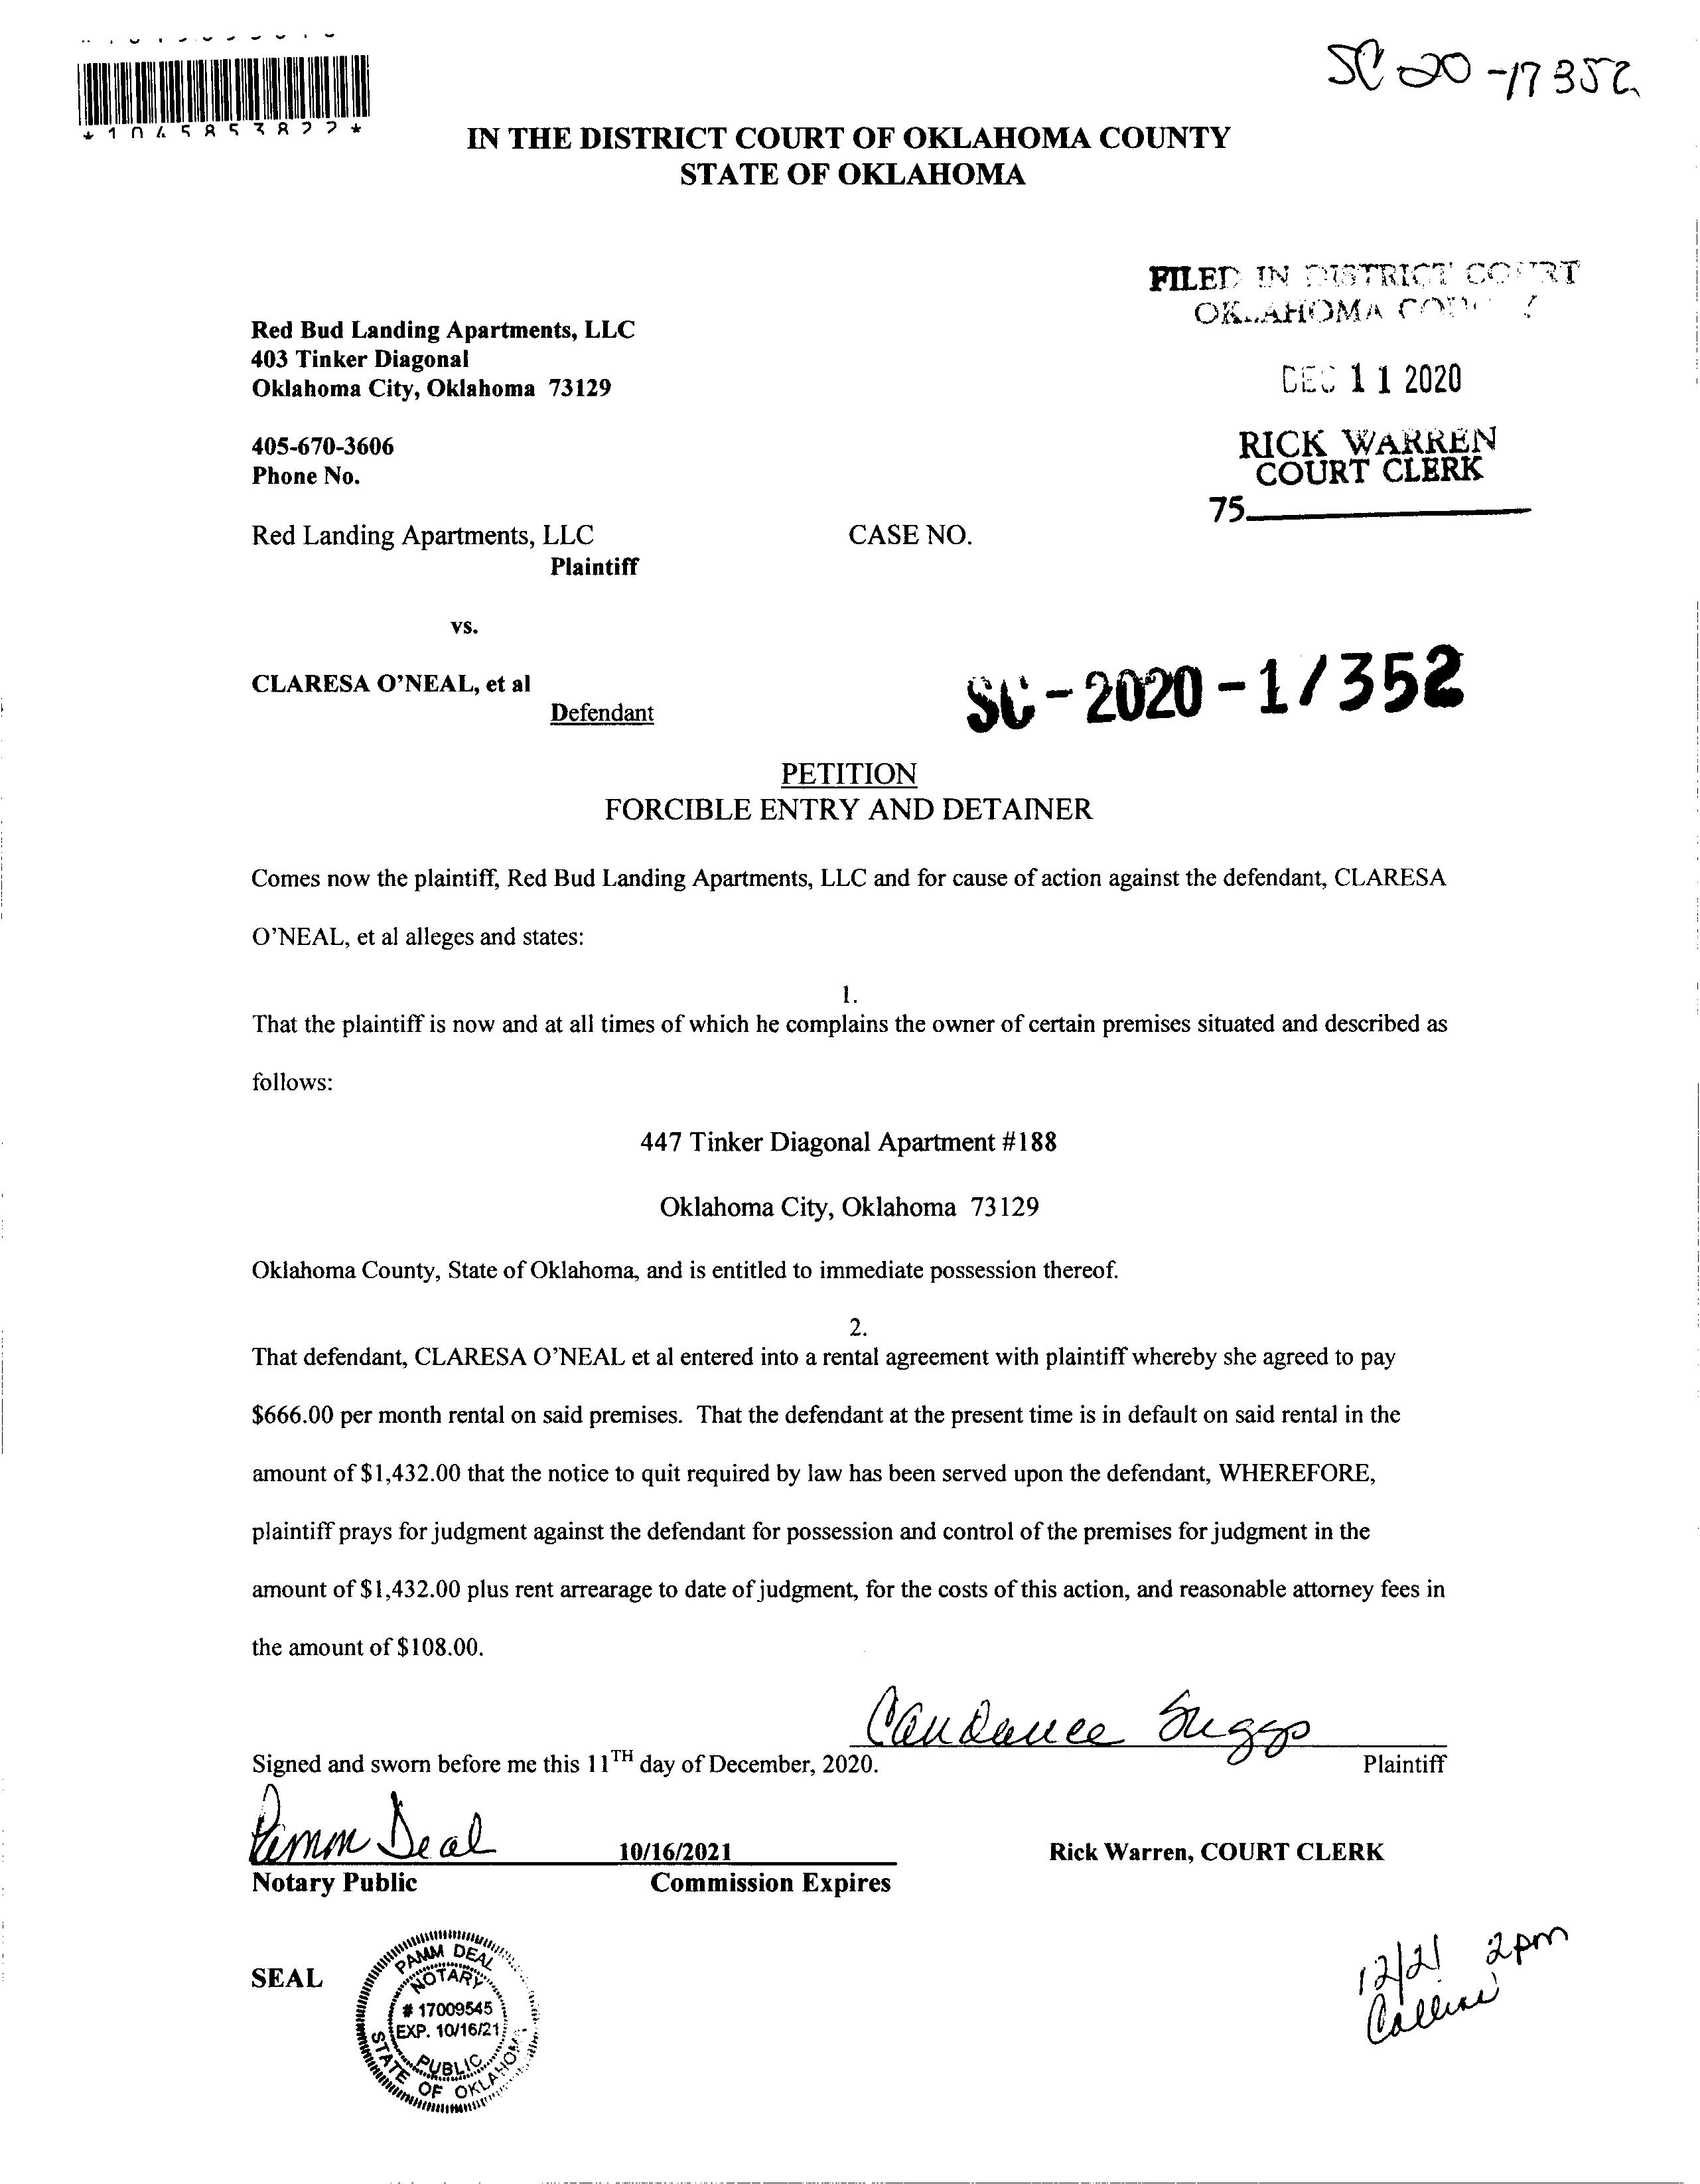 SC 20-17352
*1045853822*
IN THE DISTRICT COURT OF OKLAHOMA COUNTY
STATE OF OKLAHOMA
FILED IN DISTRICT COURT
OKLAHOMA COUNTY
DEC 11 2020
RICK WARREN
COURT CLERK
75
Red Bud Landing Apartments, LLC
403 Tinker Diagonal
Oklahoma City, Oklahoma 73129
405-670-3606
Phone No.
Red Landing Apartments, LLC CASE NO.
Plaintiff
vs.
CLARESA O'NEAL, et al
Defendant
SC-2020-17352
PETITION
FORCIBLE ENTRY AND DETAINER
Comes now the plaintiff, Red Bud Landing Apartments, LLC and for cause of action against the defendant, CLARESA
O'NEAL, et al alleges and states:
1.
That the plaintiff is now and at all times of which he complains the owner of certain premises situated and described as
follows:
447 Tinker Diagonal Apartment #188
Oklahoma City, Oklahoma 73129
Oklahoma County, State of Oklahoma, and is entitled to immediate possession thereof.
2.
That defendant, CLARESA O'NEAL et al entered into a rental agreement with plaintiff whereby she agreed to pay
$666.00 per month rental on said premises. That the defendant at the present time is in default on said rental in the
amount of $1,432.00 that the notice to quit required by law has been served upon the defendant, WHEREFORE,
plaintiff prays for judgment against the defendant for possession and control of the premises for judgment in the
amount of $1,432.00 plus rent arrearage to date of judgment, for the costs of this action, and reasonable attorney fees in
the amount of $108.00.
Candance Suggs
Signed and sworn before me this 11TH day of December, 2020. Plaintiff
Pamm Deal 10/16/2021 Rick Warren, COURT CLERK
Notary Public Commission Expires
SEAL
PAMM DEAL
NOTARY
# 17009545
EXP. 10/16/21
PUBLIC
STATE OF OKLAHOMA
12/21 2pm